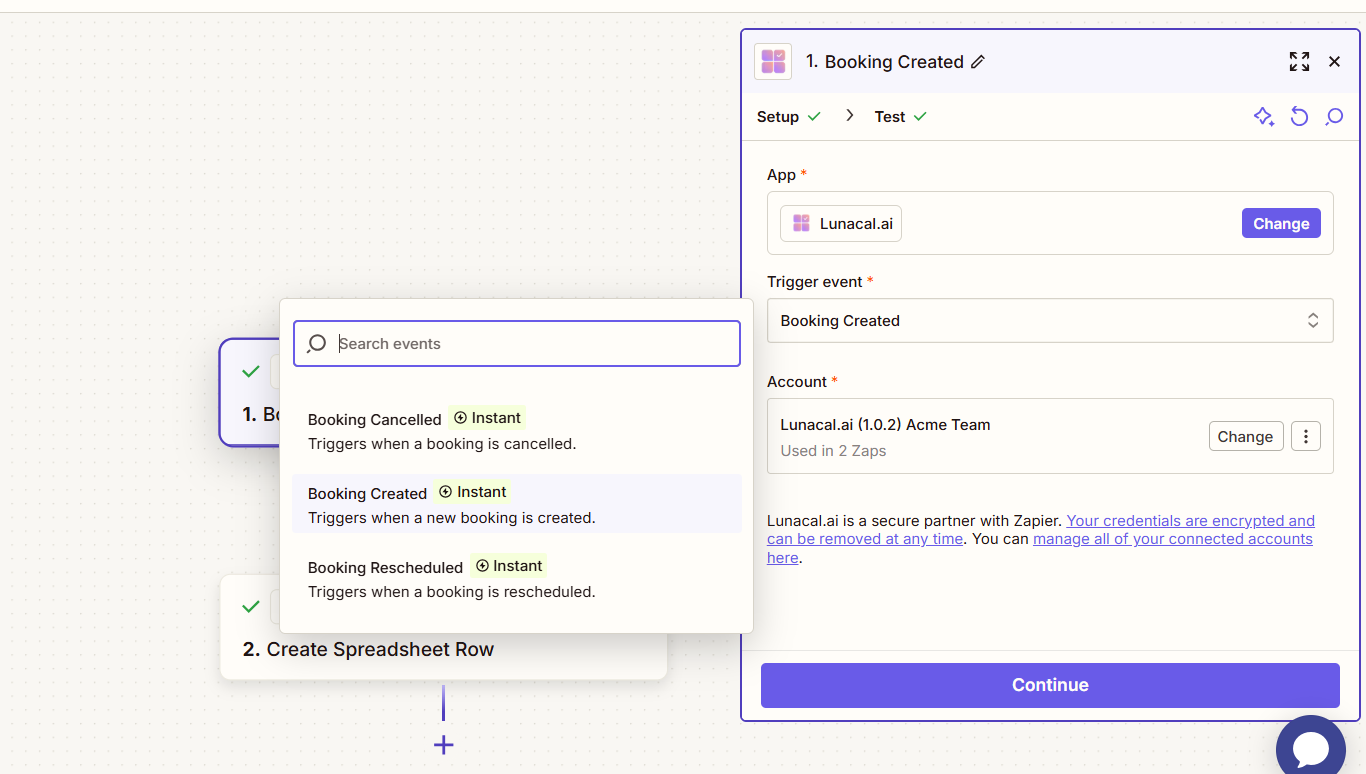 1. Booking Created
Setup
Test
App *
Lunacal.ai
Change
Trigger event *
Booking Created
Account *
Lunacal.ai (1.0.2) Acme Team
Used in 2 Zaps
Change
Lunacal.ai is a secure partner with Zapier. Your credentials are encrypted and
can be removed at any time. You can manage all of your connected accounts
here.
Continue
Search events
Booking Cancelled Instant
Triggers when a booking is cancelled.
Booking Created Instant
Triggers when a new booking is created.
Booking Rescheduled Instant
Triggers when a booking is rescheduled.
1. Bo
2. Create Spreadsheet Row